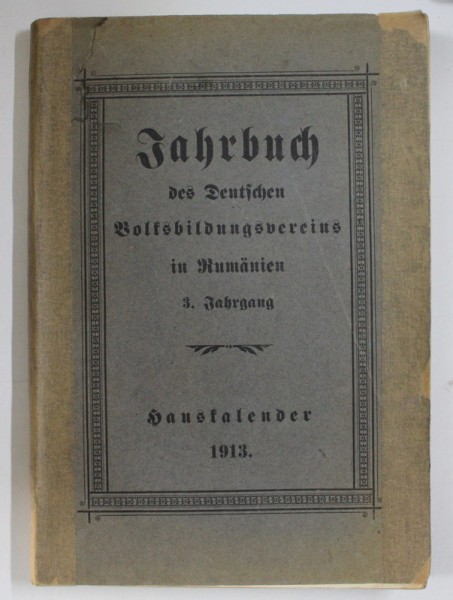 Jahrbuch
des Deutschen
Volksbildungsvereins
in Rumänien
3. Jahrgang
Hauskalender
1913.